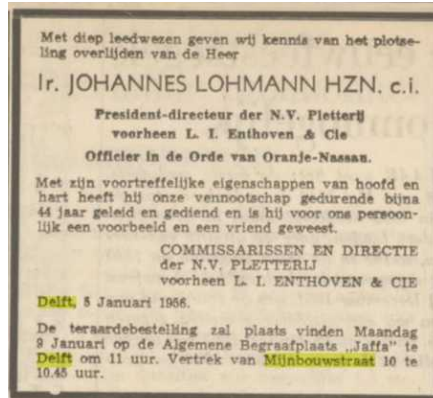 Met diep leedwezen geven wij kennis van het plotse-
ling overlijden van de Heer
Ir. JOHANNES LOHMANN HZN. c.i.
President-directeur der N.V. Pletterij
voorheen L. I. Enthoven & Cie
Officier in de Orde van Oranje-Nassau.
Met zijn voortreffelijke eigenschappen van hoofd en
hart heeft hij onze vennootschap gedurende bijna
44 jaar geleid en gediend en is hij voor ons persoon-
lijk een voorbeeld en een vriend geweest.
COMMISSARISSEN EN DIRECTIE
der N.V. PLETTERIJ
voorheen L. I. ENTHOVEN & CIE
Delft, 5 Januari 1956.
De teraardebestelling zal plaats vinden Maandag
9 Januari op de Algemene Begraafplaats „Jaffa” te
Delft om 11 uur. Vertrek van Mijnbouwstraat 10 te
10.45 uur.